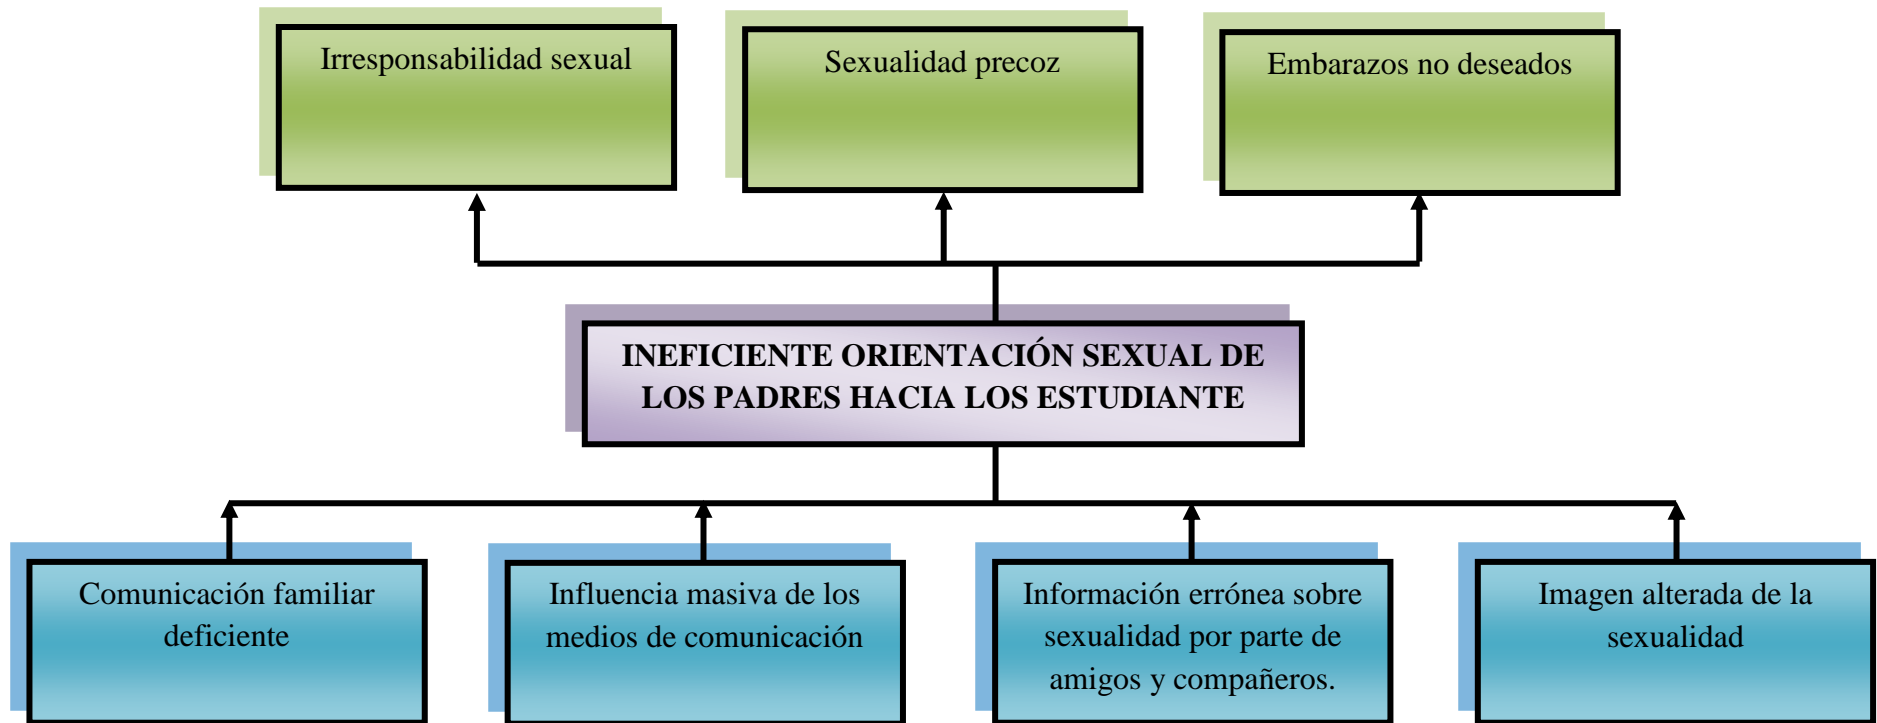 Irresponsabilidad sexual
Sexualidad precoz
Embarazos no deseados
INEFICIENTE ORIENTACIÓN SEXUAL DE
LOS PADRES HACIA LOS ESTUDIANTE
Comunicación familiar
deficiente
Influencia masiva de los
medios de comunicación
Información errónea sobre
sexualidad por parte de
amigos y compañeros.
Imagen alterada de la
sexualidad